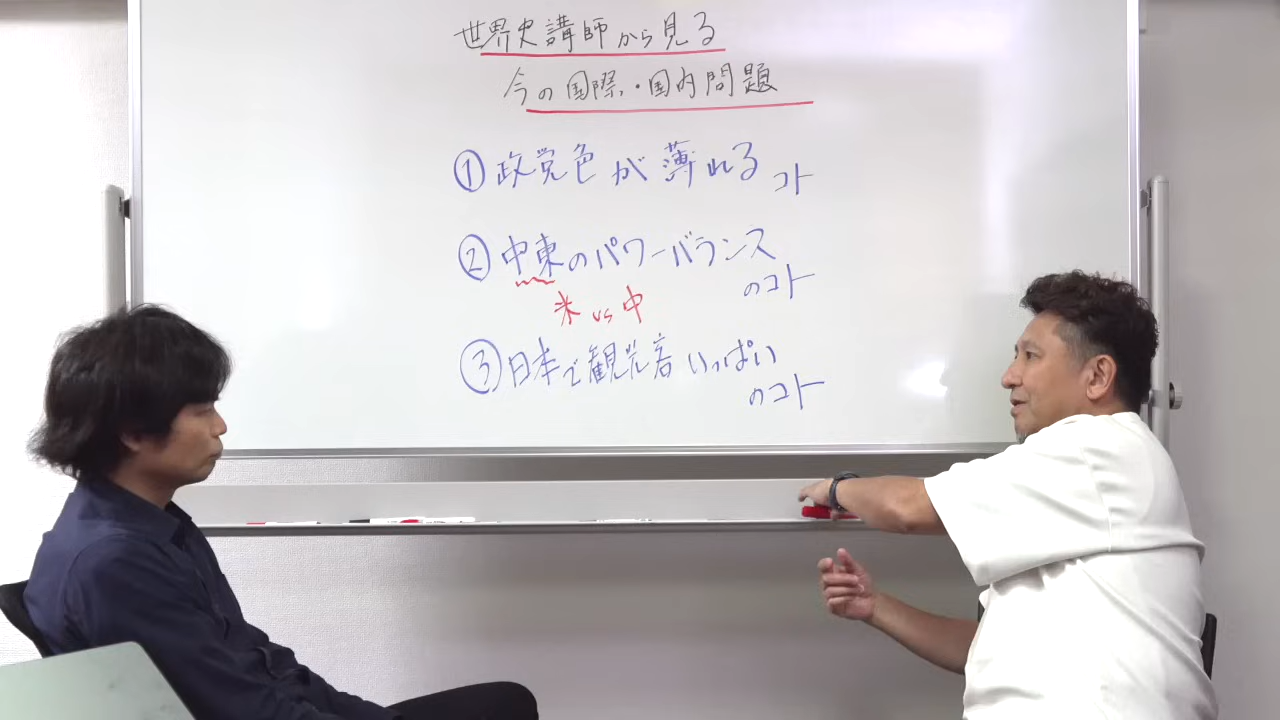 世界史講師から見る
今の国際・国内問題
①政党色が薄れるコト
②中東のパワーバランス
のコト
米 vs 中
③日本で観光客いっぱい
のコト